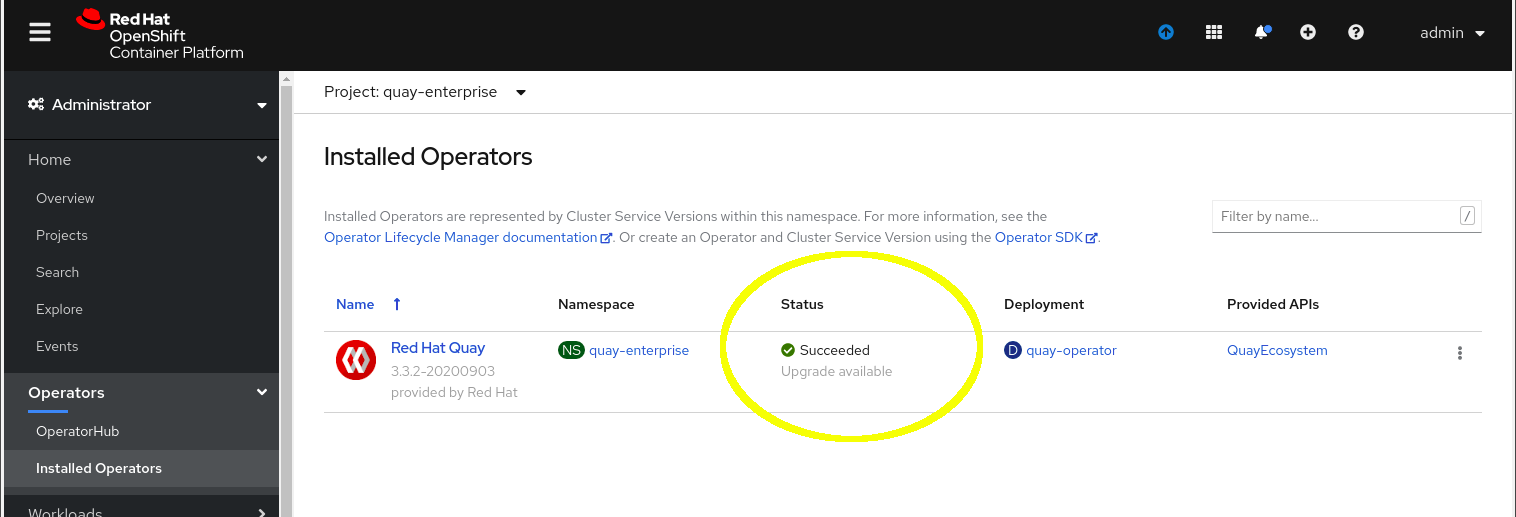 Red Hat
OpenShift
Container Platform
admin
Administrator
Home
Overview
Projects
Search
Explore
Events
Operators
OperatorHub
Installed Operators
Workloads
Project: quay-enterprise
Installed Operators
Installed Operators are represented by Cluster Service Versions within this namespace. For more information, see the
Operator Lifecycle Manager documentation. Or create an Operator and Cluster Service Version using the Operator SDK.
Filter by name... /
Name Namespace Status Deployment Provided APIs
Red Hat Quay NS quay-enterprise Succeeded D quay-operator QuayEcosystem
3.3.2-20200903 Upgrade available
provided by Red Hat